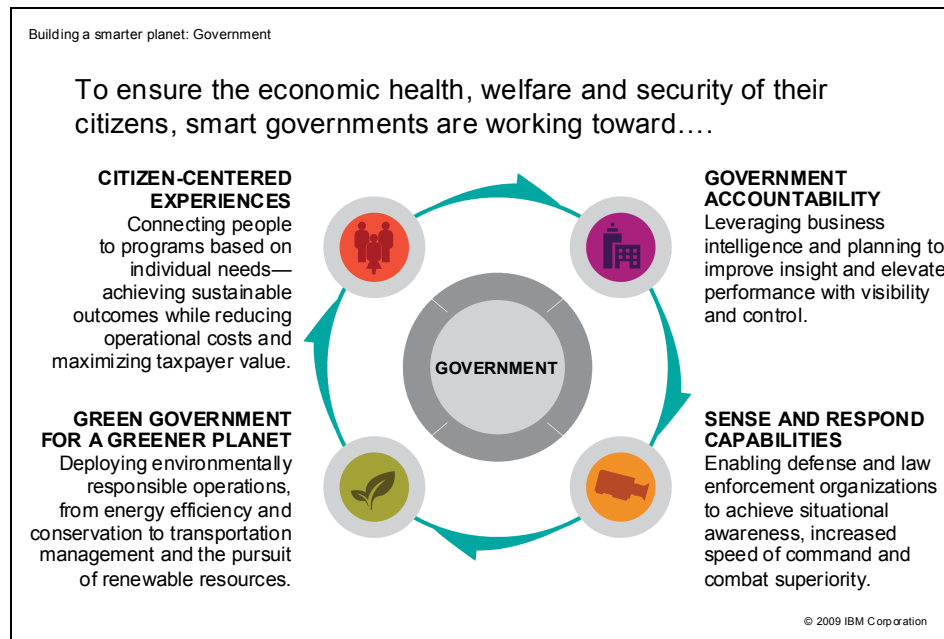 Building a smarter planet: Government
To ensure the economic health, welfare and security of their
citizens, smart governments are working toward….
CITIZEN-CENTERED
EXPERIENCES
Connecting people
to programs based on
individual needs—
achieving sustainable
outcomes while reducing
operational costs and
maximizing taxpayer value.
GOVERNMENT
ACCOUNTABILITY
Leveraging business
intelligence and planning to
improve insight and elevate
performance with visibility
and control.
GOVERNMENT
GREEN GOVERNMENT
FOR A GREENER PLANET
Deploying environmentally
responsible operations,
from energy efficiency and
conservation to transportation
management and the pursuit
of renewable resources.
SENSE AND RESPOND
CAPABILITIES
Enabling defense and law
enforcement organizations
to achieve situational
awareness, increased
speed of command and
combat superiority.
© 2009 IBM Corporation